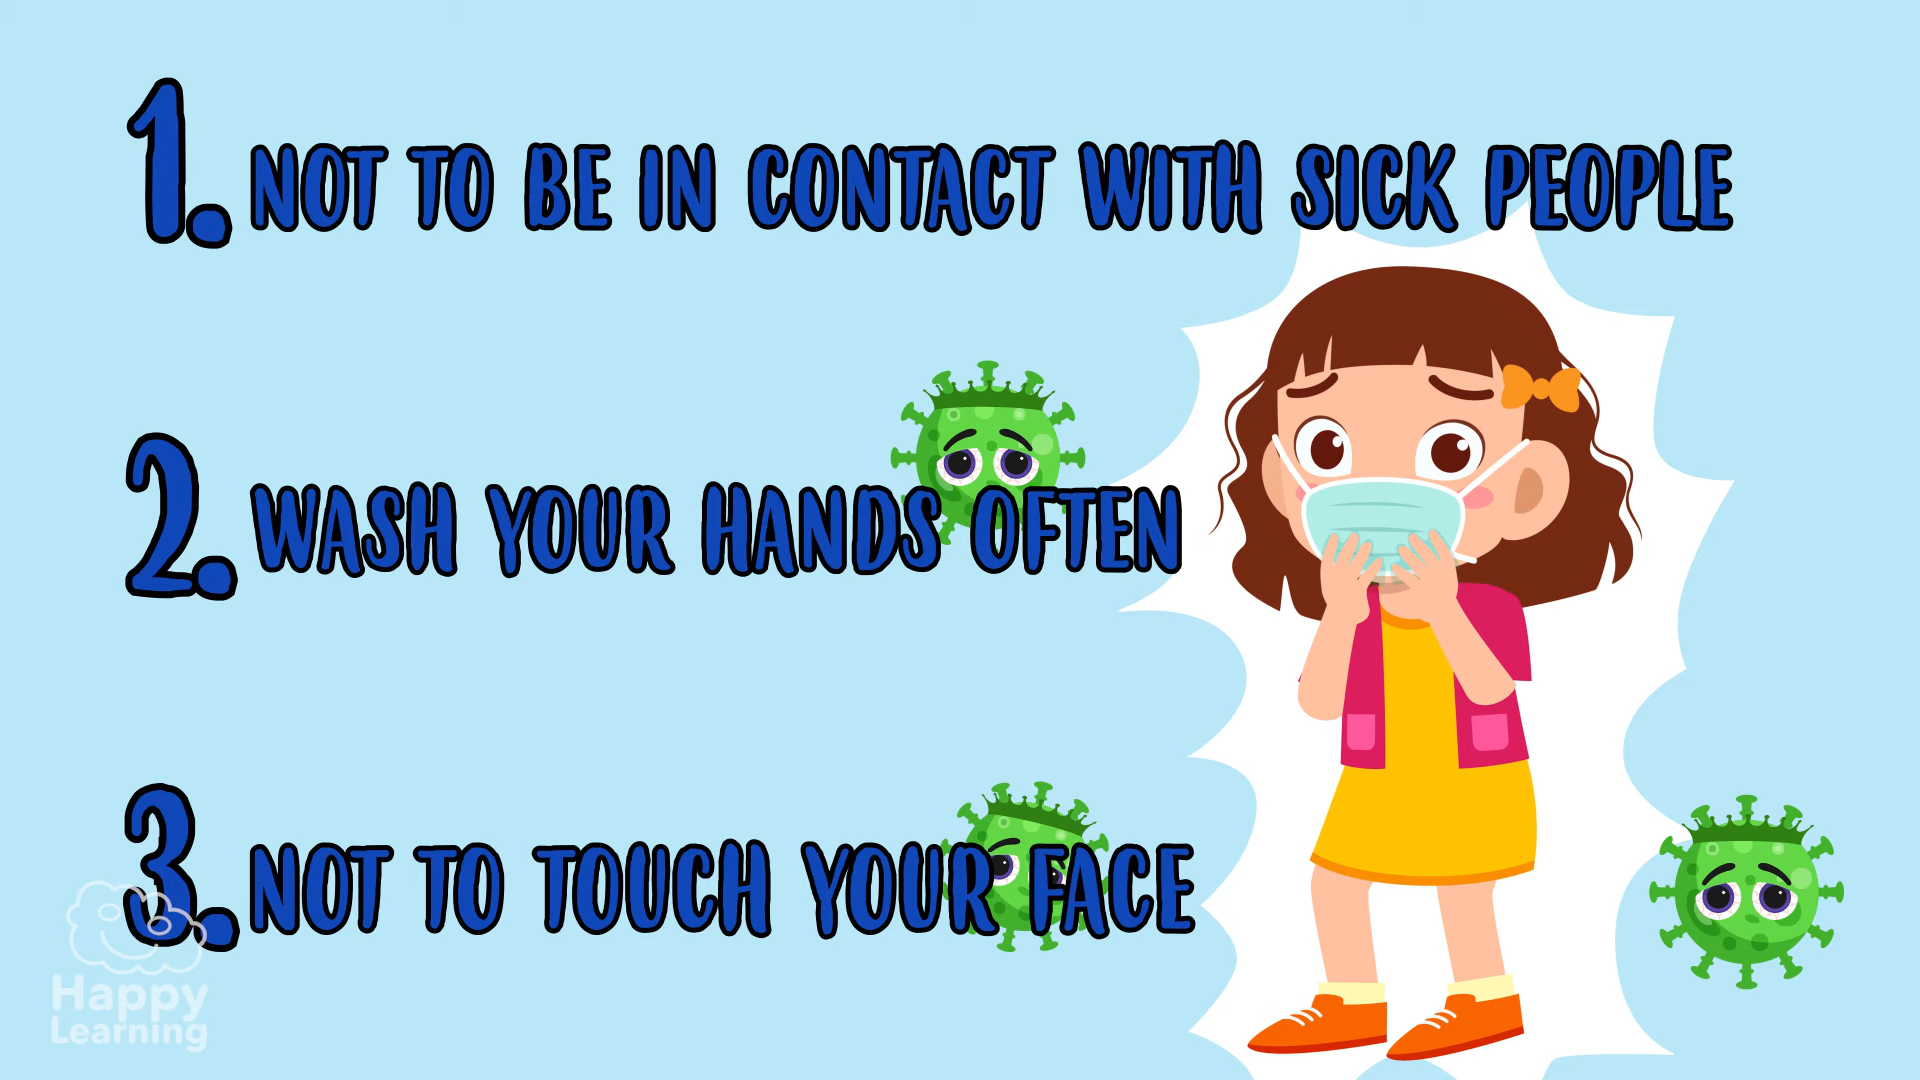 1. NOT TO BE IN CONTACT WITH SICK PEOPLE
2. WASH YOUR HANDS OFTEN
3. NOT TO TOUCH YOUR FACE
Happy
Learning